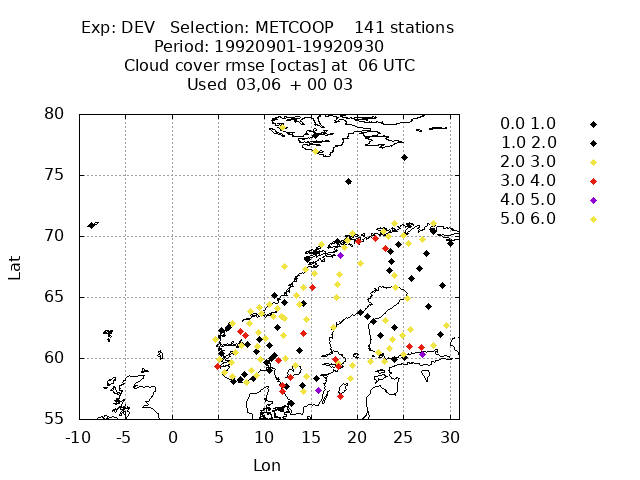 Exp: DEV   Selection: METCOOP    141 stations
Period: 19920901-19920930
Cloud cover rmse [octas] at  06 UTC
Used  03,06  + 00 03
80
75
70
65
60
55
-10 -5 0 5 10 15 20 25 30
Lat
Lon
0.0 1.0
1.0 2.0
2.0 3.0
3.0 4.0
4.0 5.0
5.0 6.0